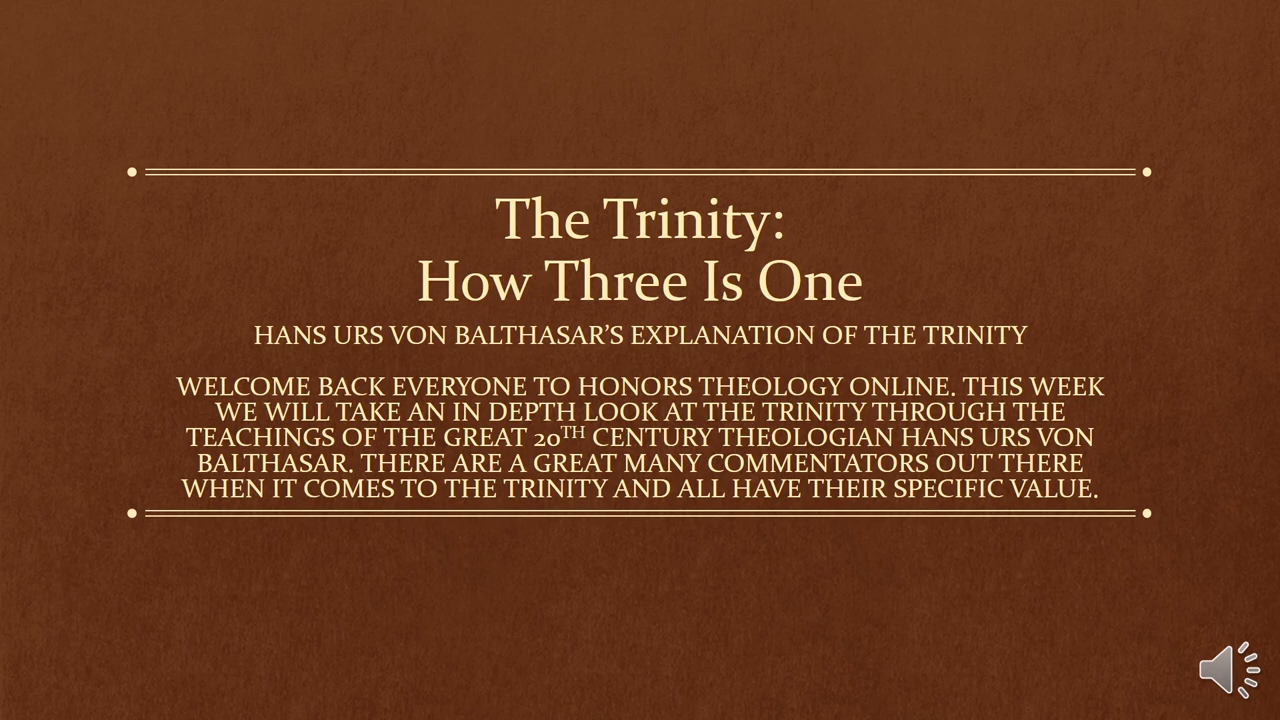 The Trinity:
How Three Is One
HANS URS VON BALTHASAR’S EXPLANATION OF THE TRINITY
WELCOME BACK EVERYONE TO HONORS THEOLOGY ONLINE. THIS WEEK
WE WILL TAKE AN IN DEPTH LOOK AT THE TRINITY THROUGH THE
TEACHINGS OF THE GREAT 20TH CENTURY THEOLOGIAN HANS URS VON
BALTHASAR. THERE ARE A GREAT MANY COMMENTATORS OUT THERE
WHEN IT COMES TO THE TRINITY AND ALL HAVE THEIR SPECIFIC VALUE.